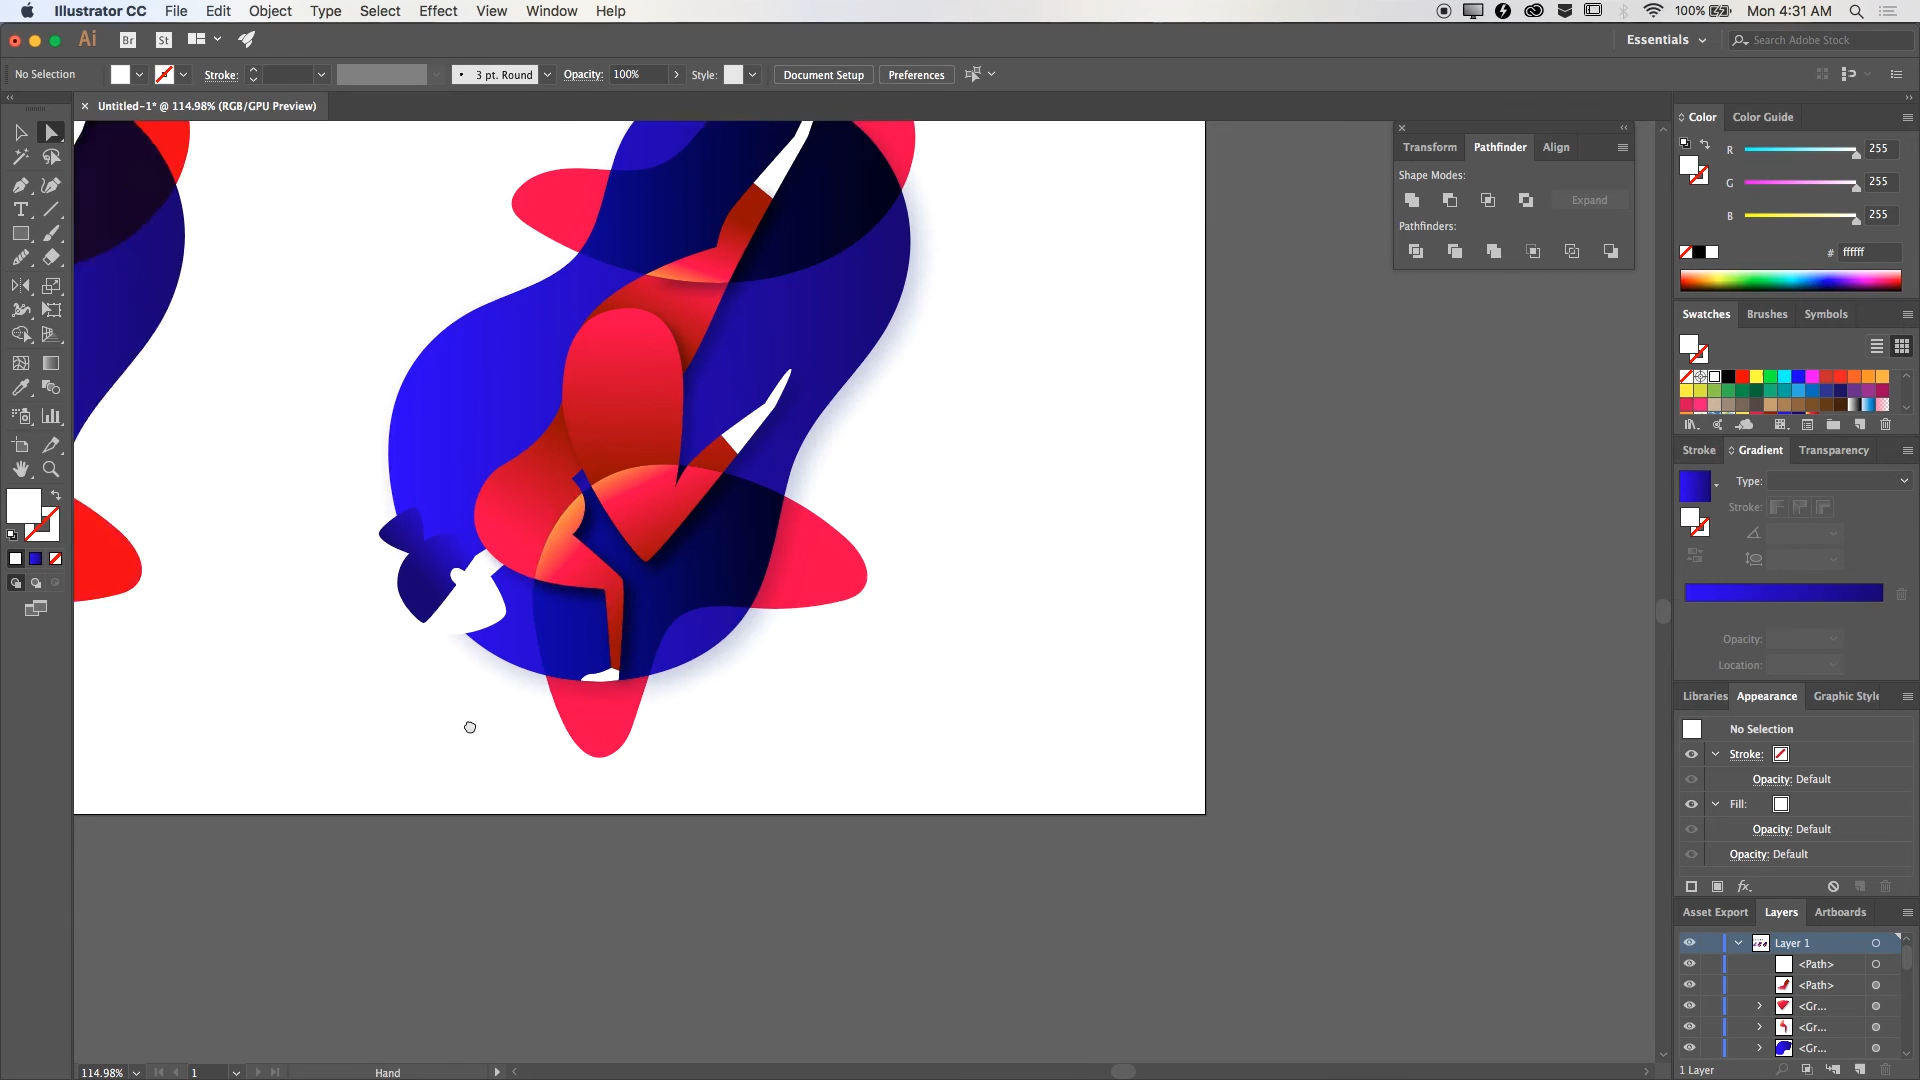 Illustrator CC File Edit Object Type Select Effect View Window Help
100% Mon 4:31 AM
Ai Br St Essentials Search Adobe Stock
No Selection Stroke: 3 pt. Round Opacity: 100% Style: Document Setup Preferences
Untitled-1* @ 114.98% (RGB/GPU Preview)
Color Color Guide
Transform Pathfinder Align
R 255
Shape Modes:
G 255
Expand
B 255
Pathfinders:
# ffffff
Swatches Brushes Symbols
Stroke Gradient Transparency
Type:
Stroke:
Opacity:
Location:
Libraries Appearance Graphic Style
No Selection
Stroke:
Opacity: Default
Fill:
Opacity: Default
Opacity: Default
Asset Export Layers Artboards
Layer 1
<Path>
<Path>
<Gr...
<Gr...
<Gr...
1 Layer
114.98% 1 Hand